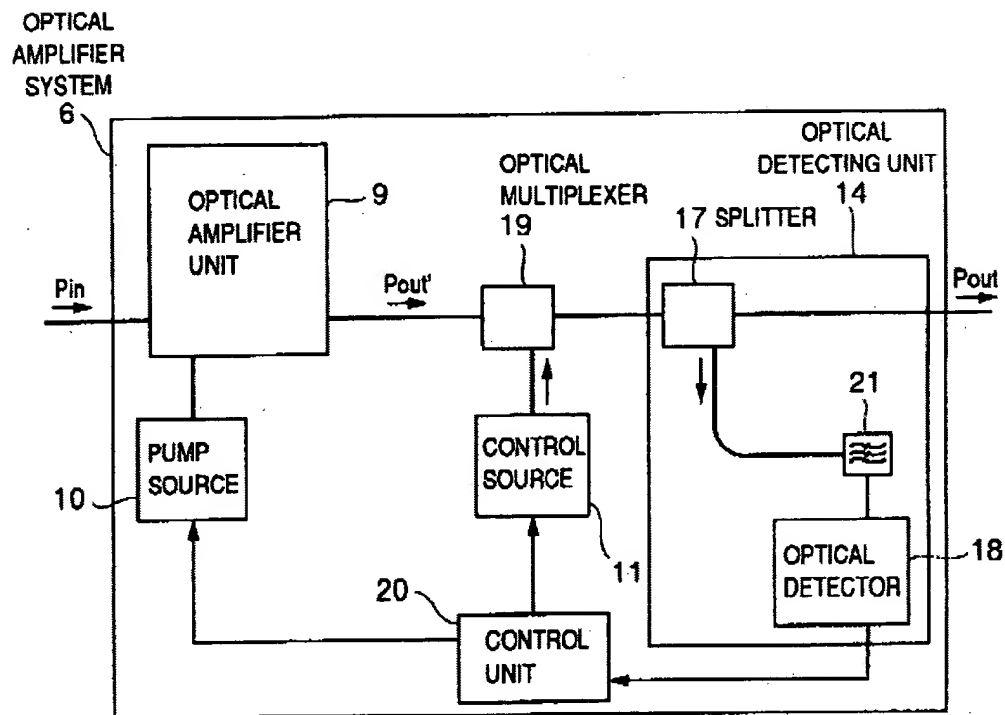 OPTICAL
AMPLIFIER
SYSTEM
6
OPTICAL
AMPLIFIER
UNIT
9
OPTICAL
MULTIPLEXER
19
OPTICAL
DETECTING UNIT
14
17 SPLITTER
Pin
Pout'
Pout
21
PUMP
SOURCE
10
CONTROL
SOURCE
11
OPTICAL
DETECTOR
18
20
CONTROL
UNIT